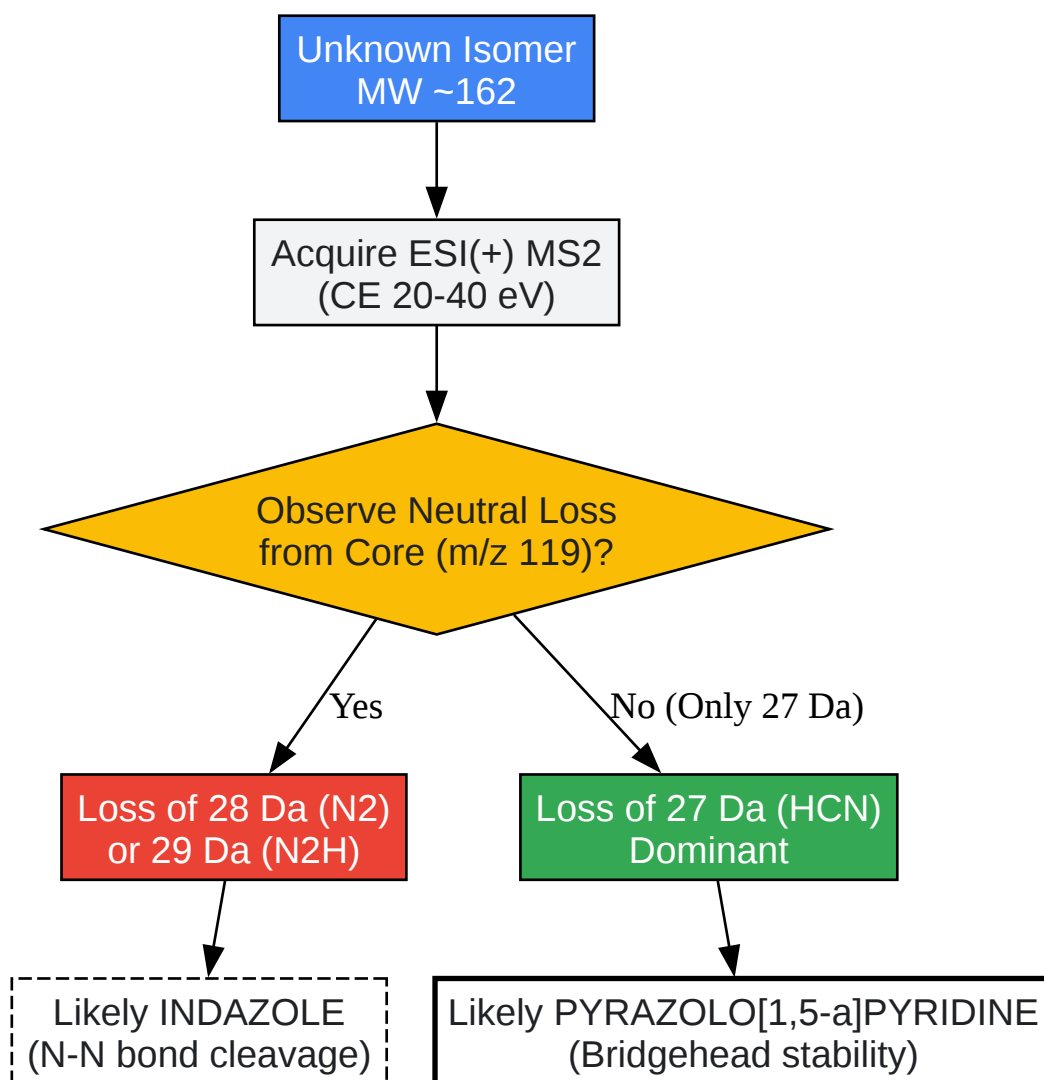 Unknown Isomer
MW ~162
Acquire ESI(+) MS2
(CE 20-40 eV)
Observe Neutral Loss
from Core (m/z 119)?
Yes
No (Only 27 Da)
Loss of 28 Da (N2)
or 29 Da (N2H)
Loss of 27 Da (HCN)
Dominant
Likely INDAZOLE
(N-N bond cleavage)
Likely PYRAZOLO[1,5-a]PYRIDINE
(Bridgehead stability)